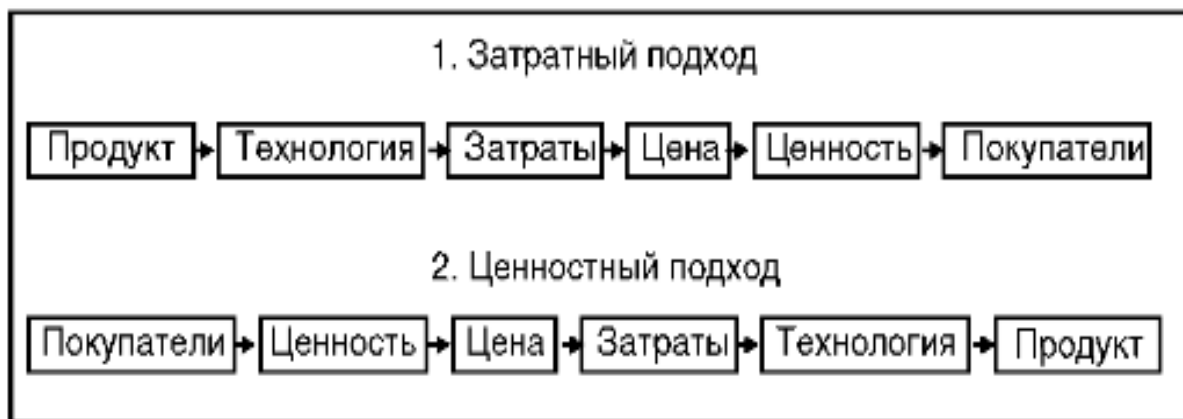 1. Затратный подход
Продукт Технология Затраты Цена Ценность Покупатели
2. Ценностный подход
Покупатели Ценность Цена Затраты Технология Продукт